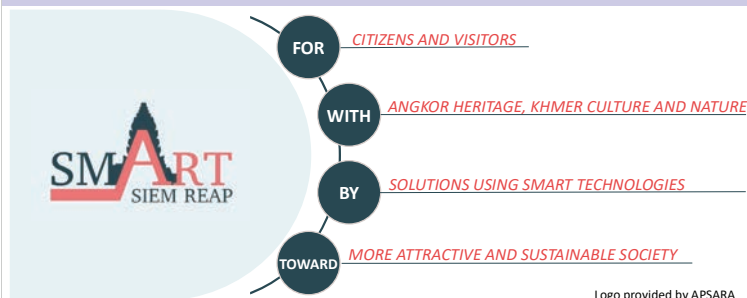 FOR CITIZENS AND VISITORS
WITH ANGKOR HERITAGE, KHMER CULTURE AND NATURE
SMART
SIEM REAP
BY SOLUTIONS USING SMART TECHNOLOGIES
TOWARD MORE ATTRACTIVE AND SUSTAINABLE SOCIETY
Logo provided by APSARA